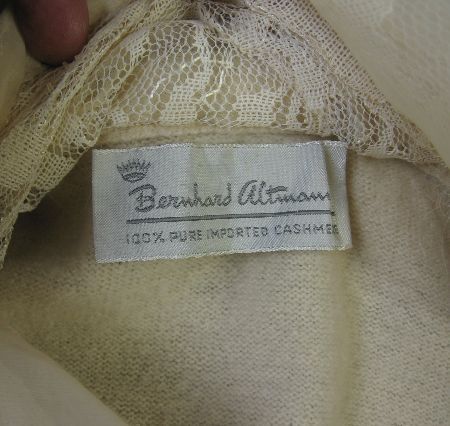 Bernhard Altmann
100% PURE IMPORTED CASHMERE